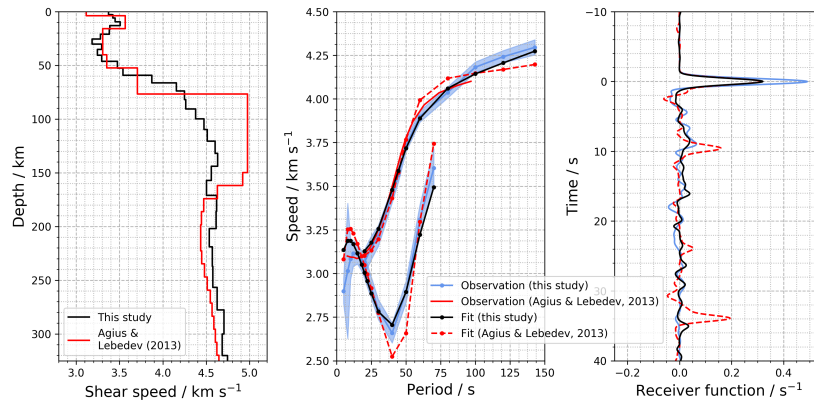 0
50
100
150
200
250
300
Depth / km
3.0
3.5
4.0
4.5
5.0
Shear speed / km s⁻¹
This study
Agius &
Lebedev (2013)
4.50
4.25
4.00
3.75
3.50
3.25
3.00
2.75
2.50
Speed / km s⁻¹
0
25
50
75
100
125
150
Period / s
Observation (this study)
Observation (Agius & Lebedev, 2013)
Fit (this study)
Fit (Agius & Lebedev, 2013)
−10
0
10
20
30
40
Time / s
−0.2
0.0
0.2
0.4
Receiver function / s⁻¹